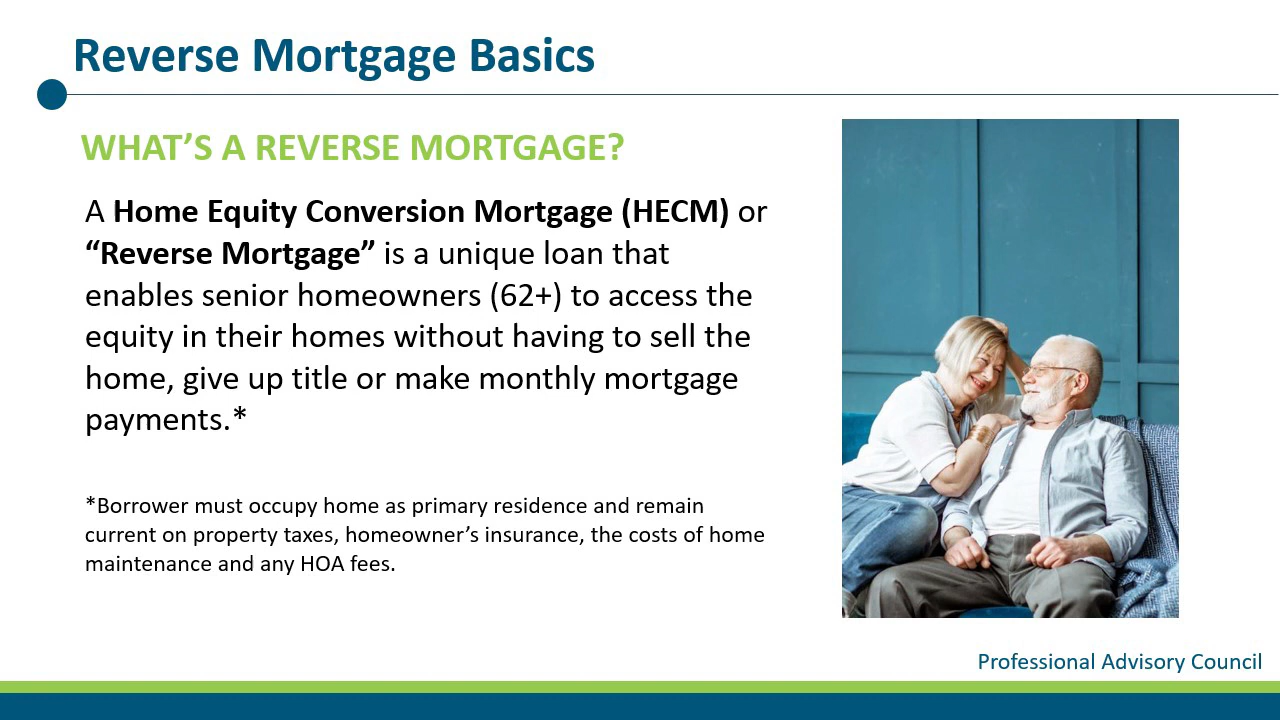 Reverse Mortgage Basics
WHAT’S A REVERSE MORTGAGE?
A Home Equity Conversion Mortgage (HECM) or
“Reverse Mortgage” is a unique loan that
enables senior homeowners (62+) to access the
equity in their homes without having to sell the
home, give up title or make monthly mortgage
payments.*
*Borrower must occupy home as primary residence and remain
current on property taxes, homeowner’s insurance, the costs of home
maintenance and any HOA fees.
Professional Advisory Council